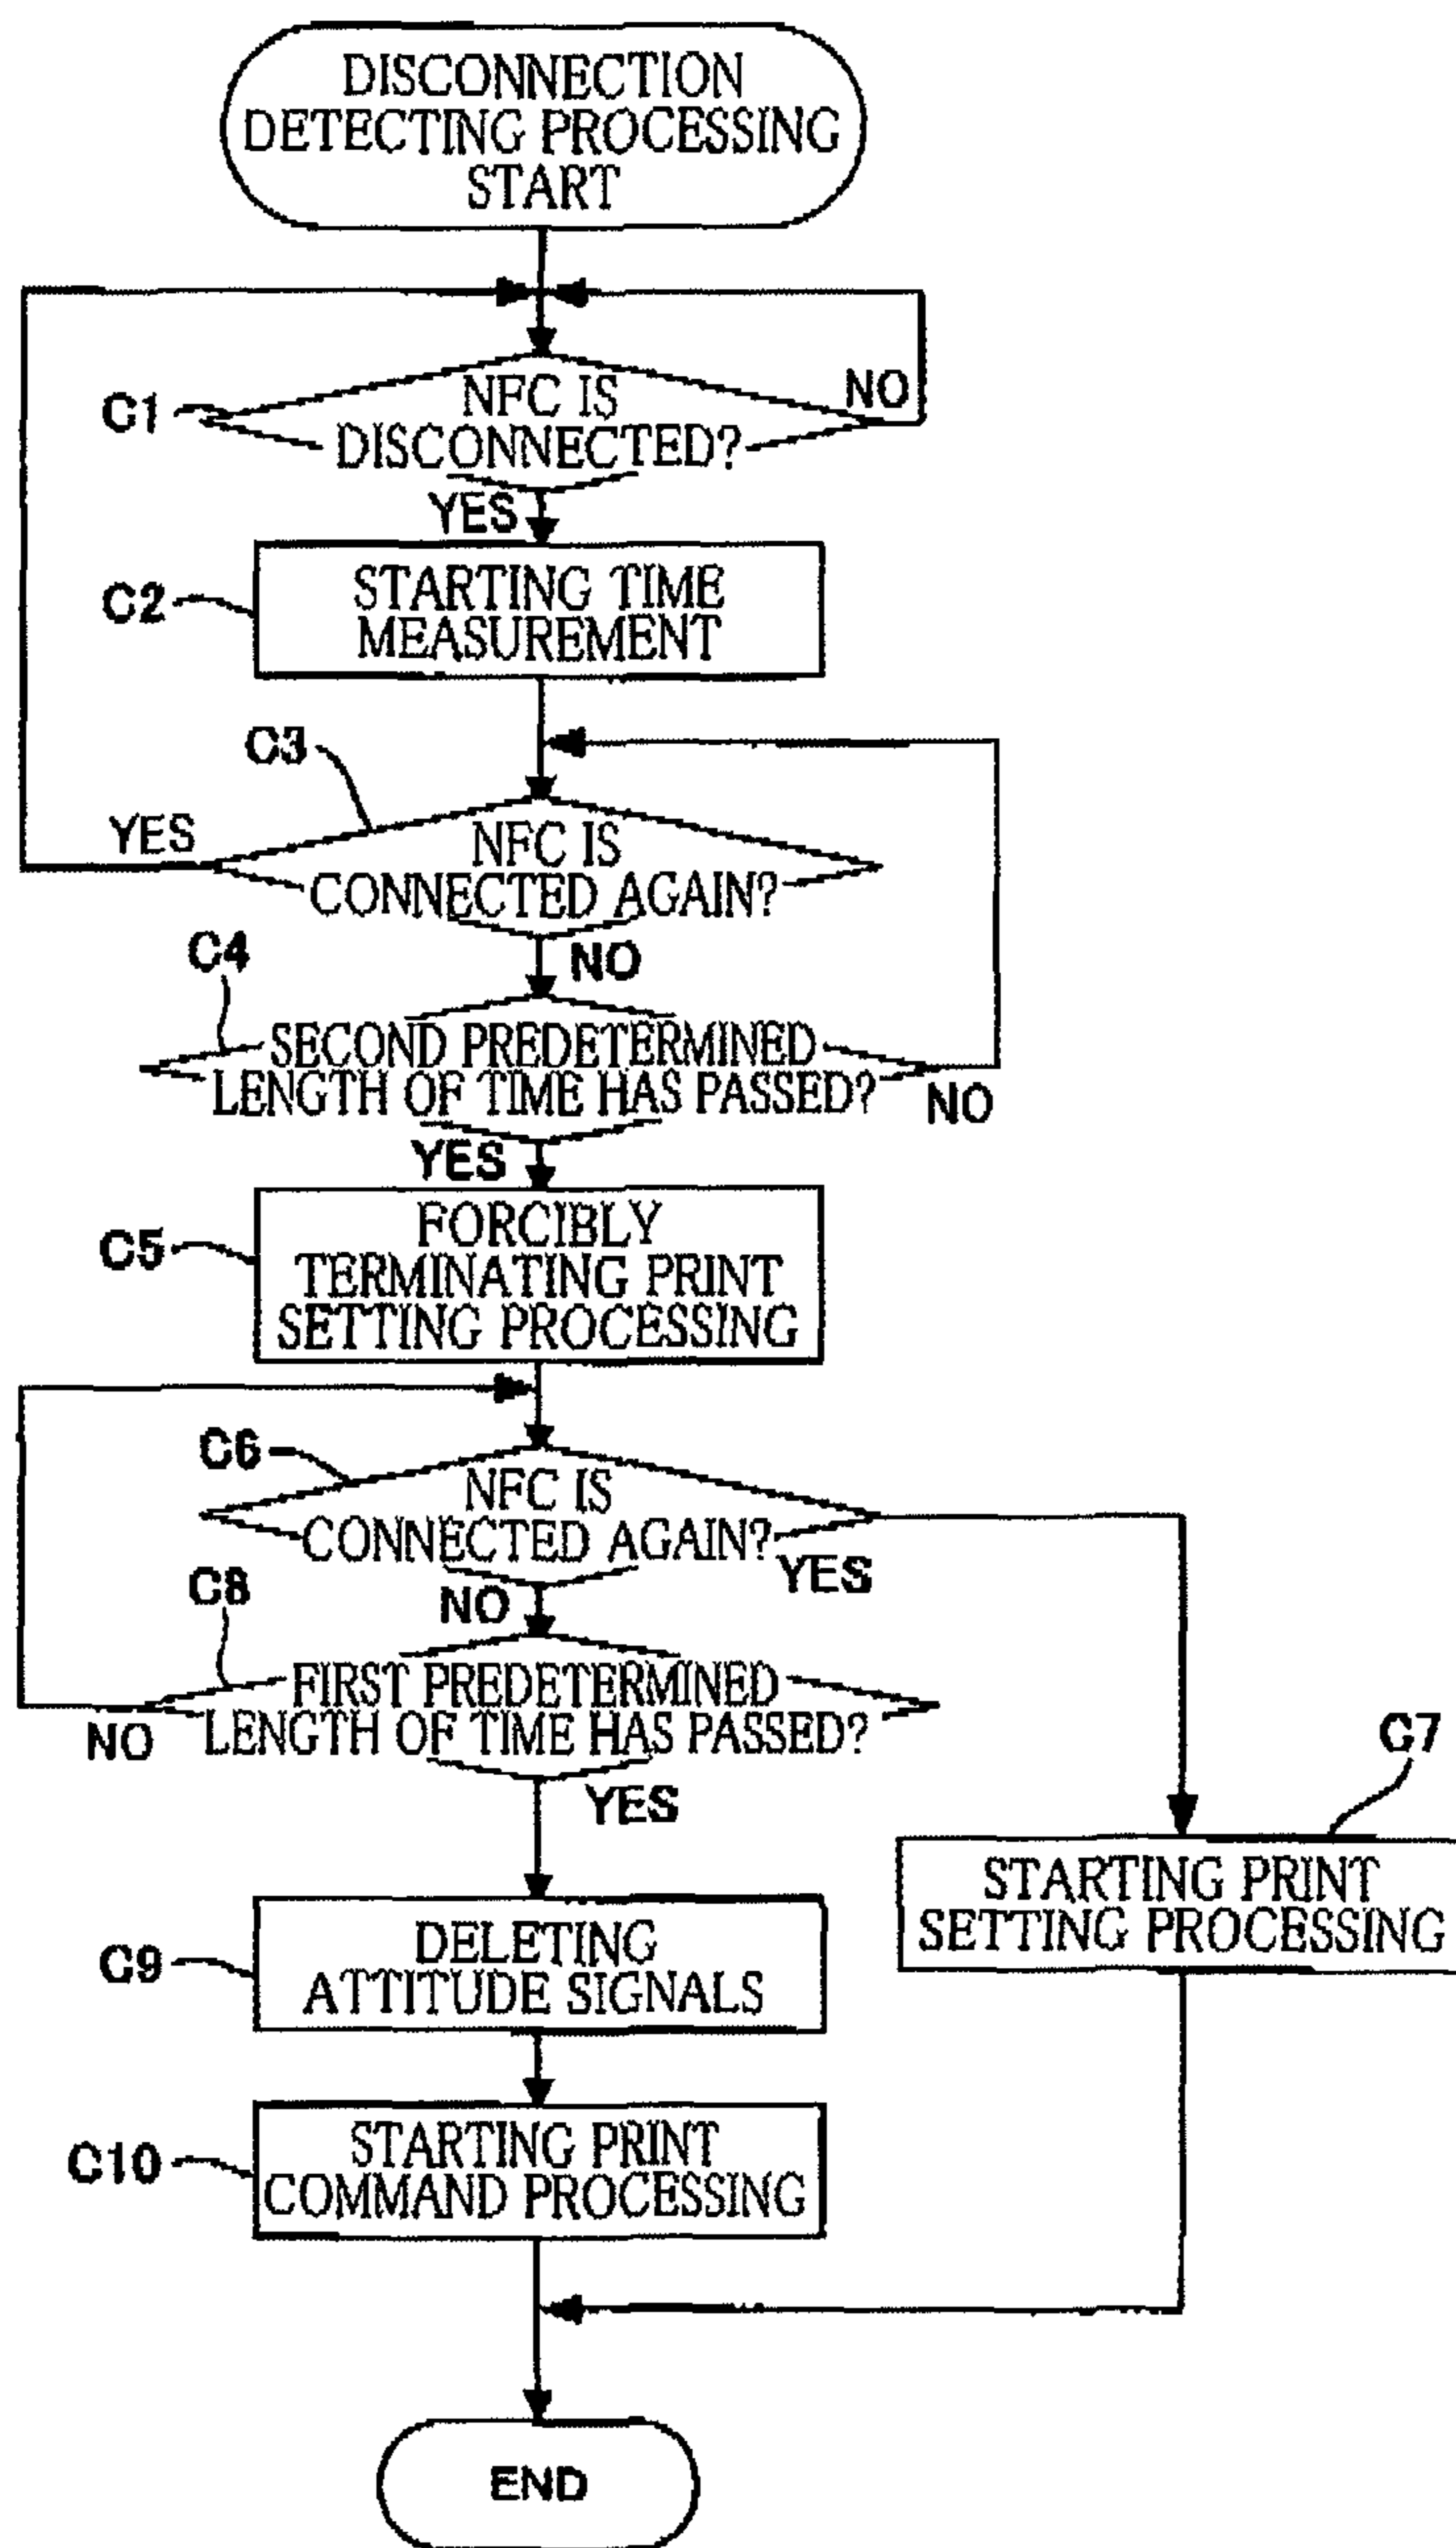 DISCONNECTION
DETECTING PROCESSING
START
C1
NFC IS
DISCONNECTED?
NO
YES
C2
STARTING TIME
MEASUREMENT
C3
YES
NFC IS
CONNECTED AGAIN?
NO
C4
SECOND PREDETERMINED
LENGTH OF TIME HAS PASSED?
NO
YES
C5
FORCIBLY
TERMINATING PRINT
SETTING PROCESSING
C6
NFC IS
CONNECTED AGAIN?
YES
NO
C8
FIRST PREDETERMINED
LENGTH OF TIME HAS PASSED?
NO
YES
C7
STARTING PRINT
SETTING PROCESSING
C9
DELETING
ATTITUDE SIGNALS
C10
STARTING PRINT
COMMAND PROCESSING
END